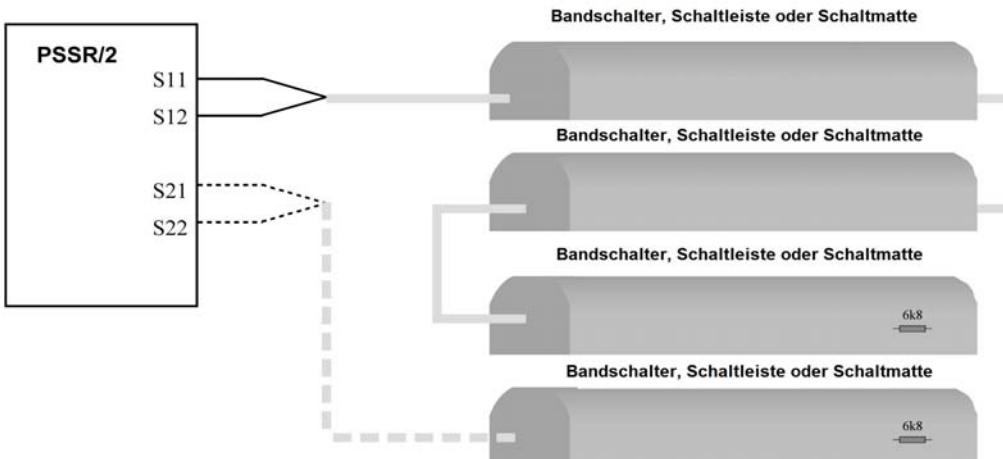 Bandschalter, Schaltleiste oder Schaltmatte
PSSR/2
S11
S12
Bandschalter, Schaltleiste oder Schaltmatte
S21
S22
Bandschalter, Schaltleiste oder Schaltmatte
6k8
Bandschalter, Schaltleiste oder Schaltmatte
6k8